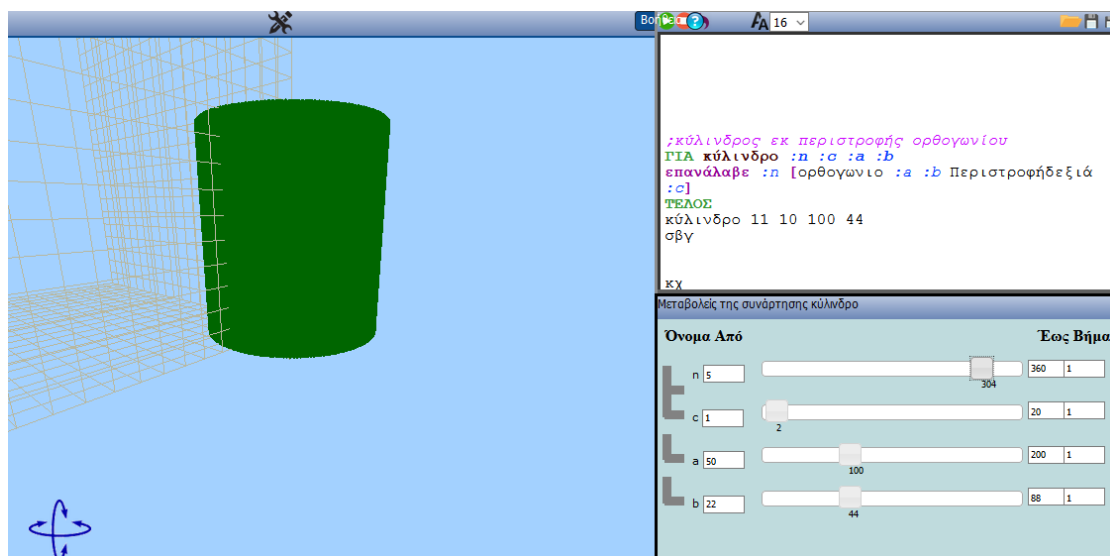 Βοήθεια
16
;κύλινδρος εκ περιστροφής ορθογωνίου
ΓΙΑ κύλινδρο :n :c :a :b
επανάλαβε :n [ορθογωνιο :a :b Περιστροφήδεξιά
:c]
ΤΕΛΟΣ
κύλινδρο 11 10 100 44
σβγ
κχ
Μεταβολείς της συνάρτησης κύλινδρο
Όνομα Από Έως Βήμα
n 5 360 1
304
c 1 20 1
2
a 50 200 1
100
b 22 88 1
44